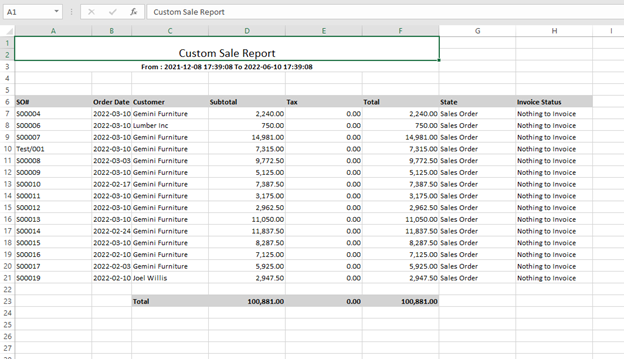 A1 fx Custom Sale Report
A B C D E F G H I
1
2 Custom Sale Report
3 From : 2021-12-08 17:39:08 To 2022-06-10 17:39:08
4
5
6 SO# Order Date Customer Subtotal Tax Total State Invoice Status
7 S00004 2022-03-10 Gemini Furniture 2,240.00 0.00 2,240.00 Sales Order Nothing to Invoice
8 S00006 2022-03-10 Lumber Inc 750.00 0.00 750.00 Sales Order Nothing to Invoice
9 S00007 2022-03-10 Gemini Furniture 14,981.00 0.00 14,981.00 Sales Order Nothing to Invoice
10 Test/001 2022-03-10 Gemini Furniture 7,315.00 0.00 7,315.00 Sales Order Nothing to Invoice
11 S00008 2022-03-03 Gemini Furniture 9,772.50 0.00 9,772.50 Sales Order Nothing to Invoice
12 S00009 2022-03-10 Gemini Furniture 5,125.00 0.00 5,125.00 Sales Order Nothing to Invoice
13 S00010 2022-02-17 Gemini Furniture 7,387.50 0.00 7,387.50 Sales Order Nothing to Invoice
14 S00011 2022-03-10 Gemini Furniture 3,175.00 0.00 3,175.00 Sales Order Nothing to Invoice
15 S00012 2022-03-10 Gemini Furniture 2,962.50 0.00 2,962.50 Sales Order Nothing to Invoice
16 S00013 2022-03-10 Gemini Furniture 11,050.00 0.00 11,050.00 Sales Order Nothing to Invoice
17 S00014 2022-02-24 Gemini Furniture 11,837.50 0.00 11,837.50 Sales Order Nothing to Invoice
18 S00015 2022-03-10 Gemini Furniture 8,287.50 0.00 8,287.50 Sales Order Nothing to Invoice
19 S00016 2022-02-10 Gemini Furniture 7,125.00 0.00 7,125.00 Sales Order Nothing to Invoice
20 S00017 2022-02-03 Gemini Furniture 5,925.00 0.00 5,925.00 Sales Order Nothing to Invoice
21 S00019 2022-02-10 Joel Willis 2,947.50 0.00 2,947.50 Sales Order Nothing to Invoice
22
23 Total 100,881.00 0.00 100,881.00
24
25
26
27